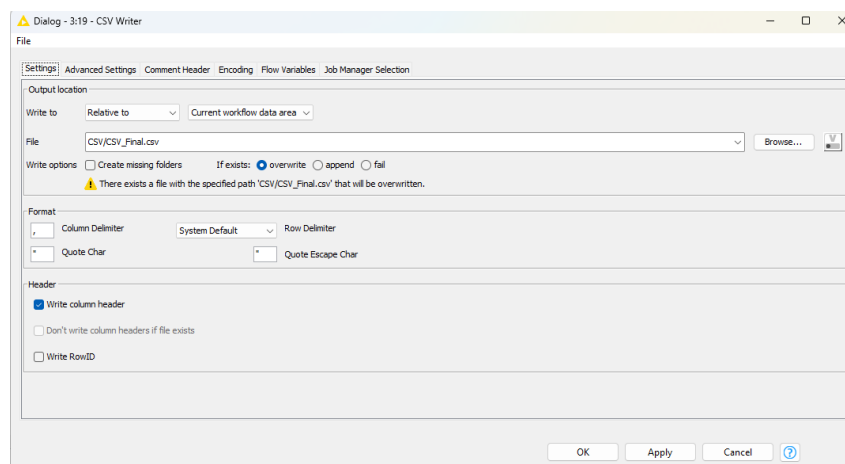 Dialog - 3:19 - CSV Writer
File
Settings Advanced Settings Comment Header Encoding Flow Variables Job Manager Selection
Output location
Write to Relative to Current workflow data area
File CSV/CSV_Final.csv Browse...
Write options Create missing folders If exists: overwrite append fail
There exists a file with the specified path 'CSV/CSV_Final.csv' that will be overwritten.
Format
, Column Delimiter System Default Row Delimiter
" Quote Char " Quote Escape Char
Header
Write column header
Don't write column headers if file exists
Write RowID
OK Apply Cancel ?